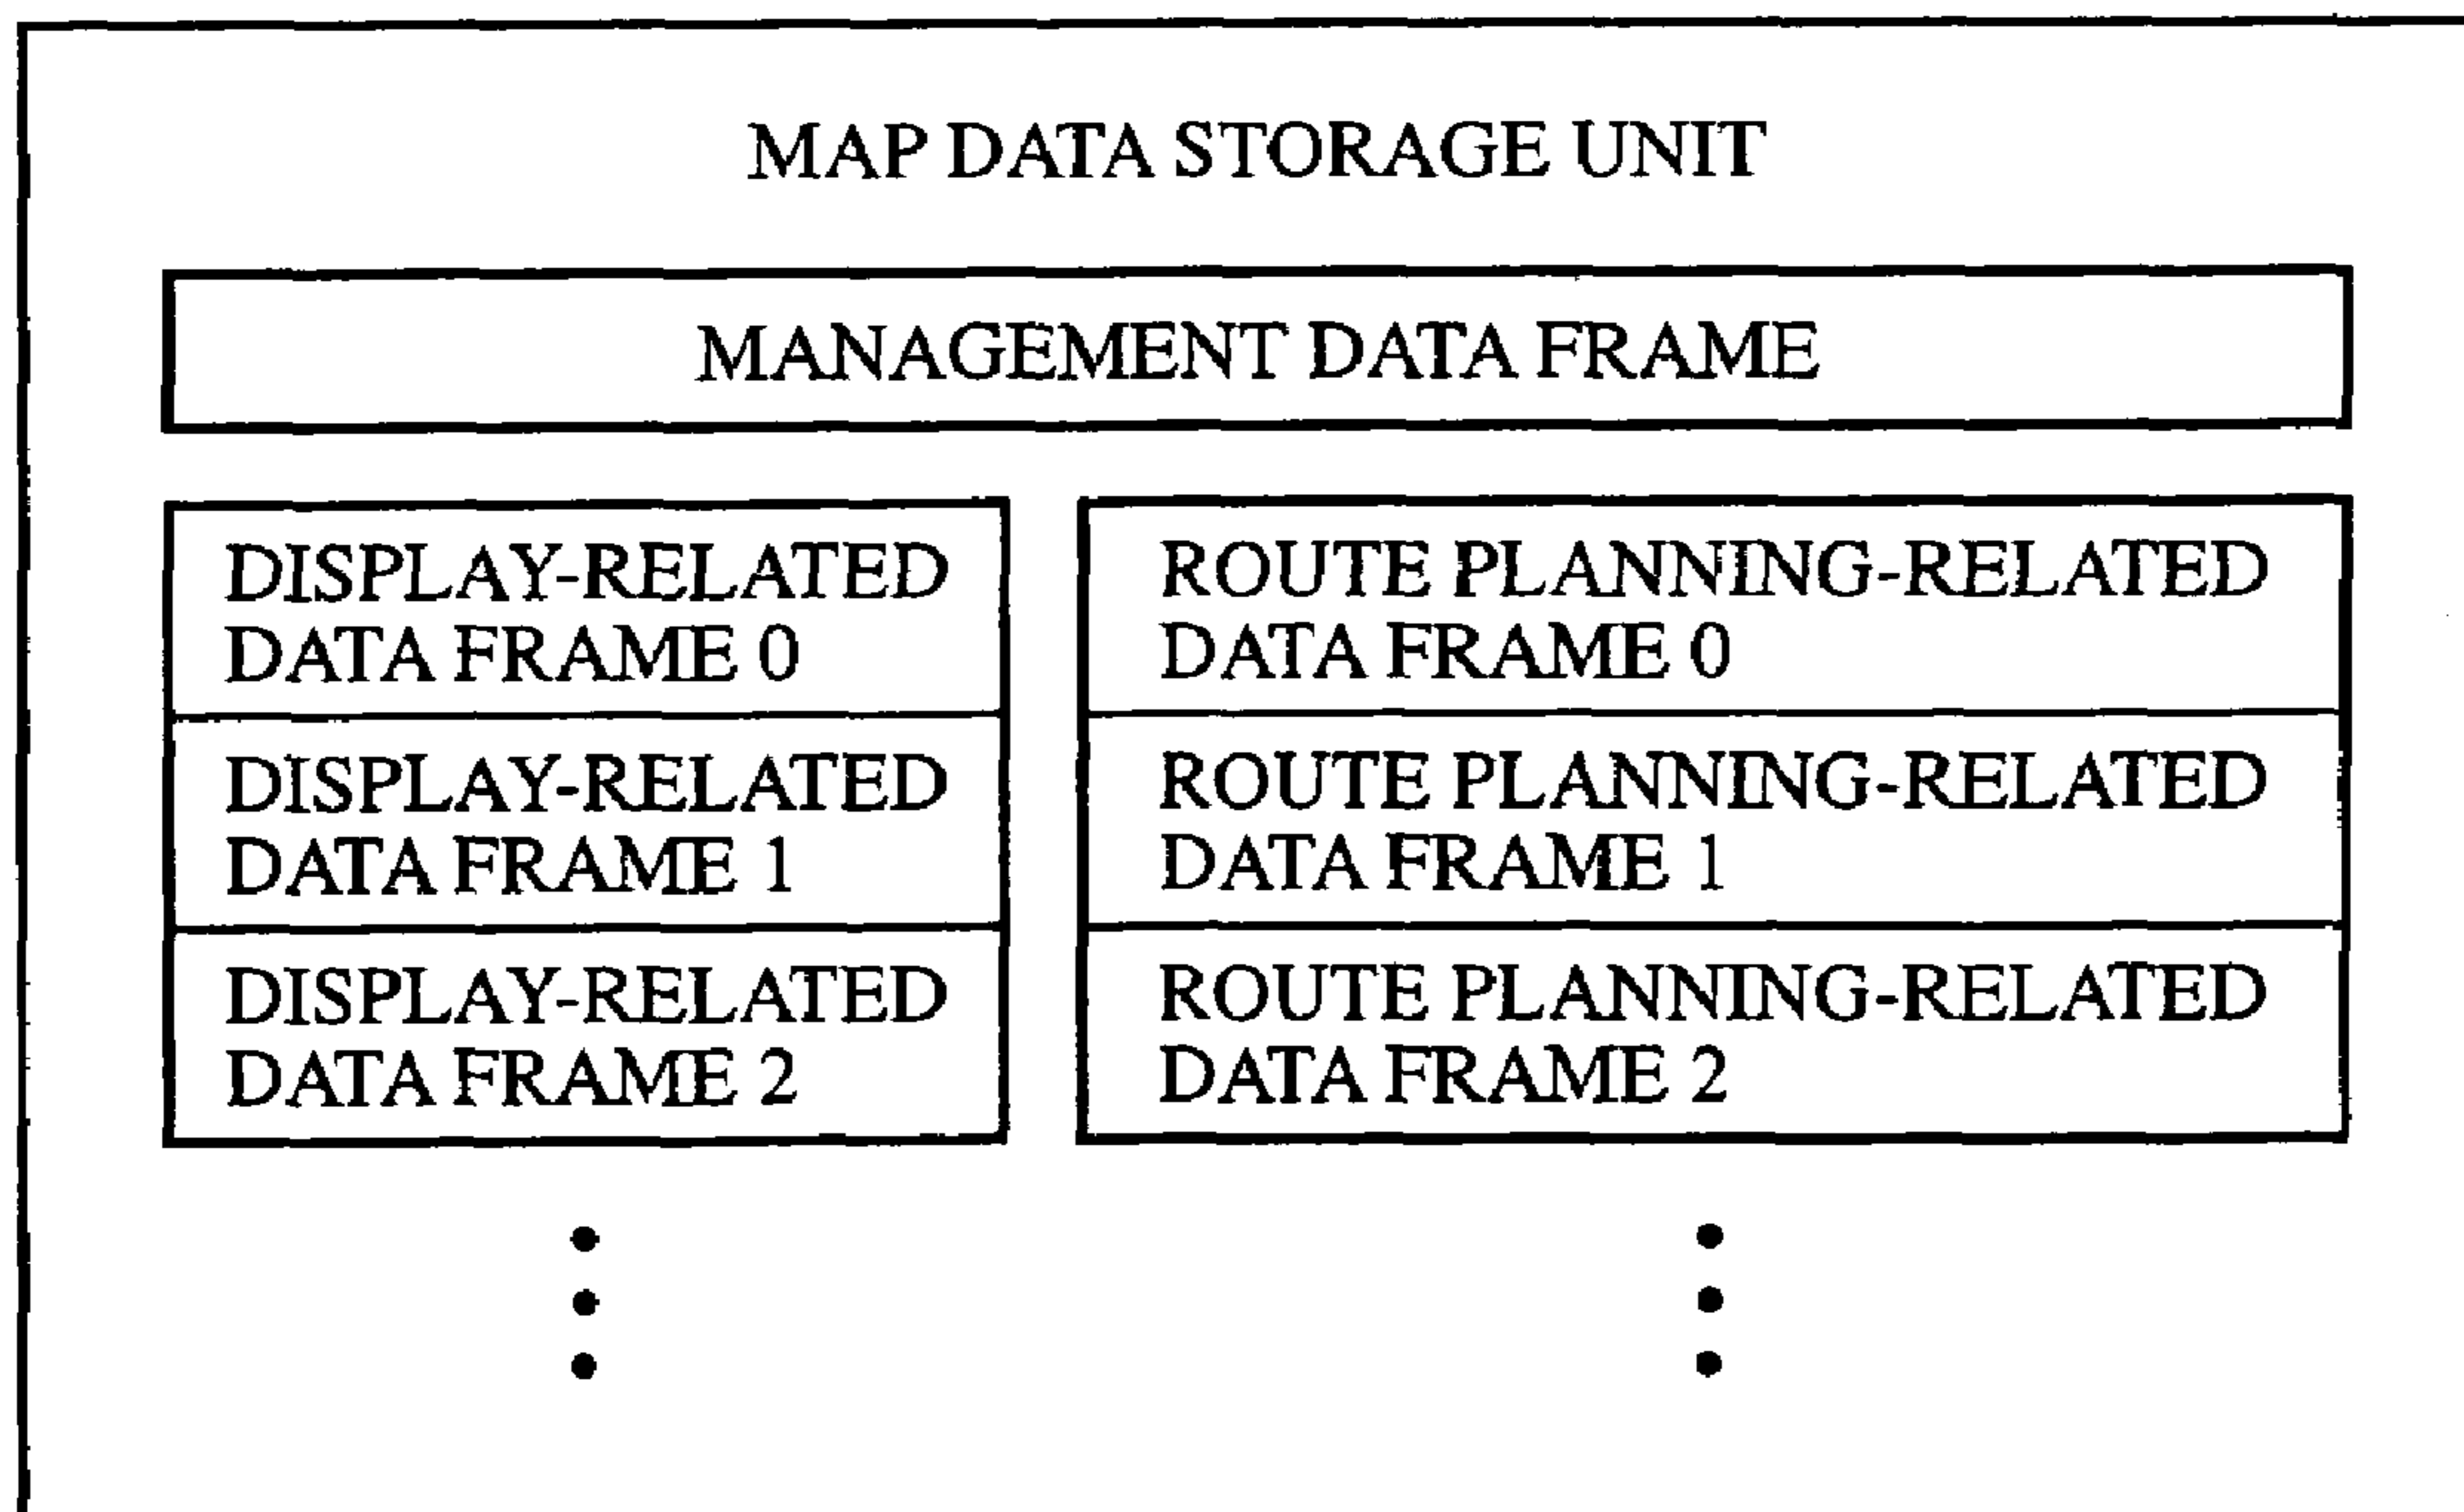 MAP DATA STORAGE UNIT
MANAGEMENT DATA FRAME
DISPLAY-RELATED
DATA FRAME 0
DISPLAY-RELATED
DATA FRAME 1
DISPLAY-RELATED
DATA FRAME 2
ROUTE PLANNING-RELATED
DATA FRAME 0
ROUTE PLANNING-RELATED
DATA FRAME 1
ROUTE PLANNING-RELATED
DATA FRAME 2